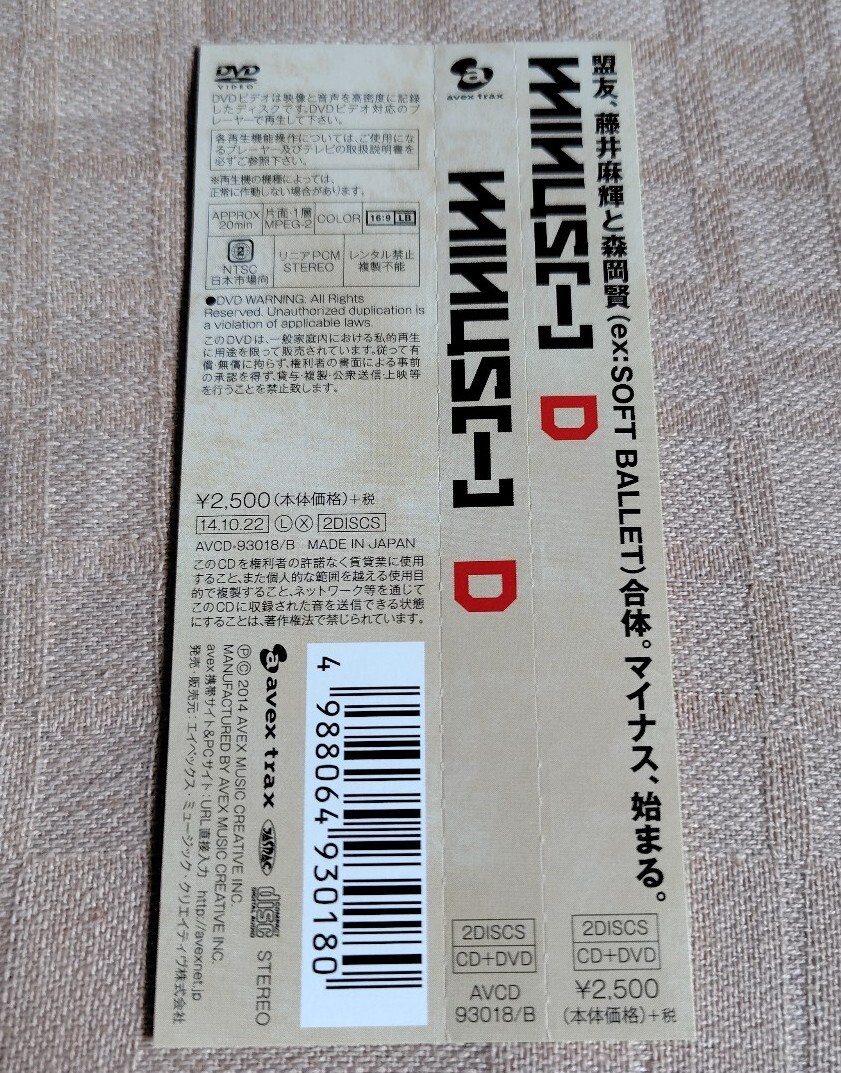 盟友、藤井麻輝と森岡賢(ex:SOFT BALLET)合体。マイナス、始まる。
minus(-)
D
2DISCS
CD+DVD
¥2,500
(本体価格)+税
avex trax
minus(-)
D
2DISCS
CD+DVD
AVCD
93018/B
DVD
VIDEO
DVDビデオは映像と音声を高密度に記録
したディスクです。DVDビデオ対応のプレ
ーヤーで再生して下さい。
各再生機能操作については、ご使用にな
るプレーヤー及びテレビの取扱説明書を
必ずご参照下さい。
※再生機の機種によっては、
正常に作動しない場合があります。
APPROX
20min
片面・1層
MPEG-2
COLOR
16:9 LB
2
NTSC
日本市場向
リニアPCM
STEREO
レンタル禁止
複製不能
●DVD WARNING: All Rights
Reserved. Unauthorized duplication is
a violation of applicable laws.
このDVDは、一般家庭内における私的再生
に用途を限って販売されています。従って有
償・無償に拘らず、権利者の書面による事前
の承認を得ず、貸与・複製・公衆送信・上映等
を行うことを禁止致します。
¥2,500(本体価格)+税
14.10.22 Ⓛ Ⓧ 2DISCS
AVCD-93018/B MADE IN JAPAN
このCDを権利者の許諾なく賃貸業に使用
すること、また個人的な範囲を越える使用目
的で複製すること、ネットワーク等を通じて
このCDに収録された音を送信できる状態
にすることは、著作権法で禁じられています。
4 988064 930180
avex trax JASRAC COMPACT disc DIGITAL AUDIO STEREO
Ⓟ© 2014 AVEX MUSIC CREATIVE INC.
MANUFACTURED BY AVEX MUSIC CREATIVE INC.
avex携帯サイト&PCサイト:URL直接入力 http://avexnet.jp
発売・販売元:エイベックス・ミュージック・クリエイティヴ株式会社